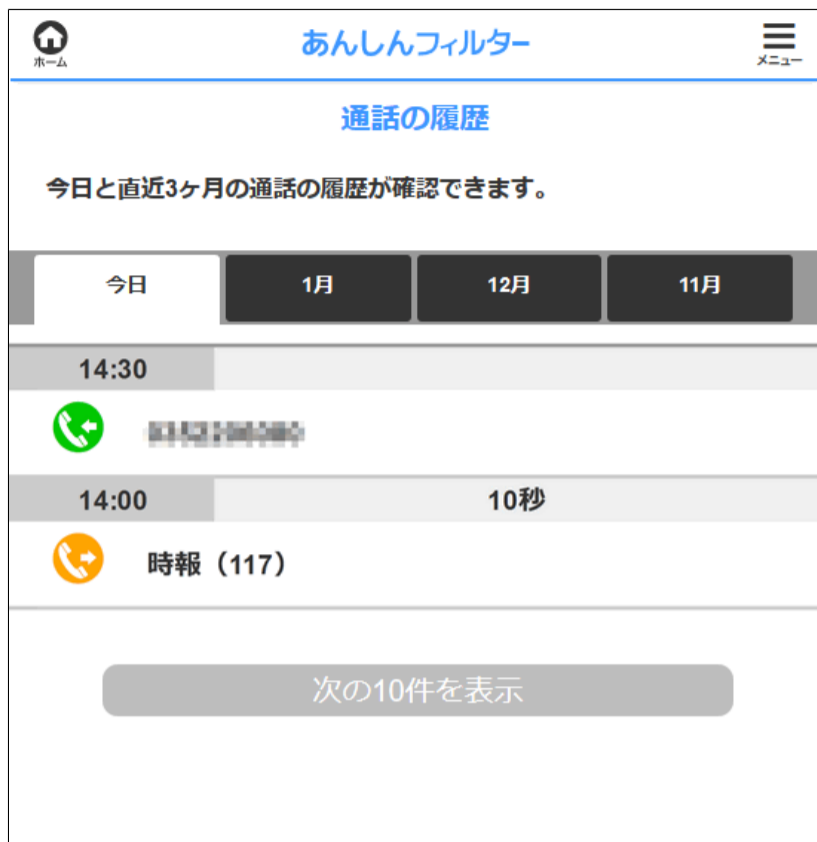 あんしんフィルター
ホーム
メニュー
通話の履歴
今日と直近3ヶ月の通話の履歴が確認できます。
今日 1月 12月 11月
14:30
14:00 10秒
時報（117）
次の10件を表示